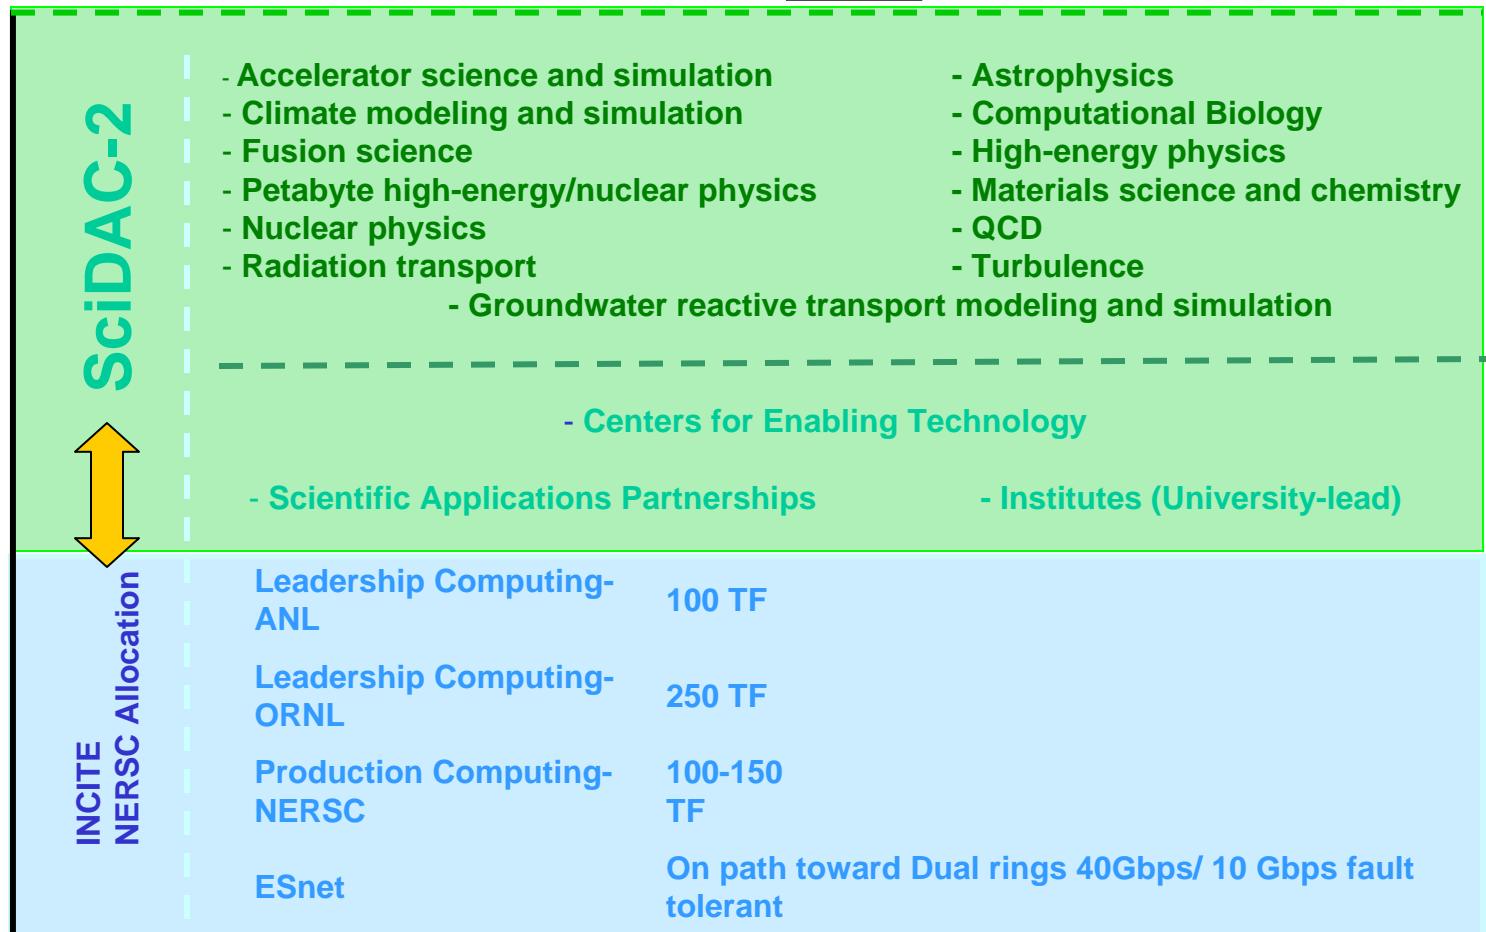 SciDAC-2
- Accelerator science and simulation
- Climate modeling and simulation
- Fusion science
- Petabyte high-energy/nuclear physics
- Nuclear physics
- Radiation transport
- Astrophysics
- Computational Biology
- High-energy physics
- Materials science and chemistry
- QCD
- Turbulence
- Groundwater reactive transport modeling and simulation
- Centers for Enabling Technology
- Scientific Applications Partnerships
- Institutes (University-lead)
INCITE
NERSC Allocation
Leadership Computing-
ANL
100 TF
Leadership Computing-
ORNL
250 TF
Production Computing-
NERSC
100-150
TF
ESnet
On path toward Dual rings 40Gbps/ 10 Gbps fault
tolerant